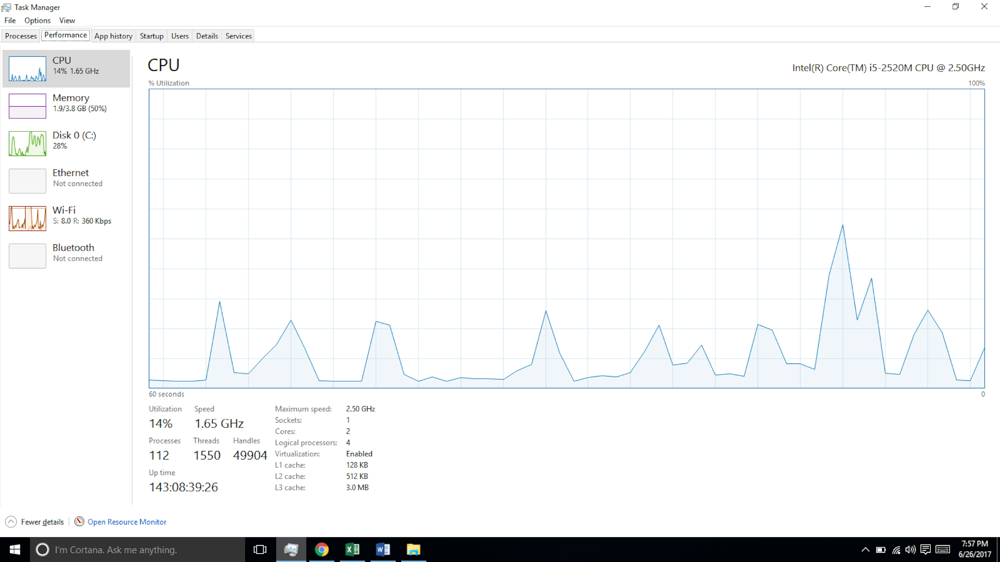 Task Manager
File Options View
Processes Performance App history Startup Users Details Services
CPU
14% 1.65 GHz
Memory
1.9/3.8 GB (50%)
Disk 0 (C:)
28%
Ethernet
Not connected
Wi-Fi
S: 8.0 R: 360 Kbps
Bluetooth
Not connected
CPU
Intel(R) Core(TM) i5-2520M CPU @ 2.50GHz
% Utilization
100%
60 seconds
0
Utilization Speed
14% 1.65 GHz
Processes Threads Handles
112 1550 49904
Up time
143:08:39:26
Maximum speed: 2.50 GHz
Sockets: 1
Cores: 2
Logical processors: 4
Virtualization: Enabled
L1 cache: 128 KB
L2 cache: 512 KB
L3 cache: 3.0 MB
Fewer details
Open Resource Monitor
I'm Cortana. Ask me anything.
7:57 PM
6/26/2017